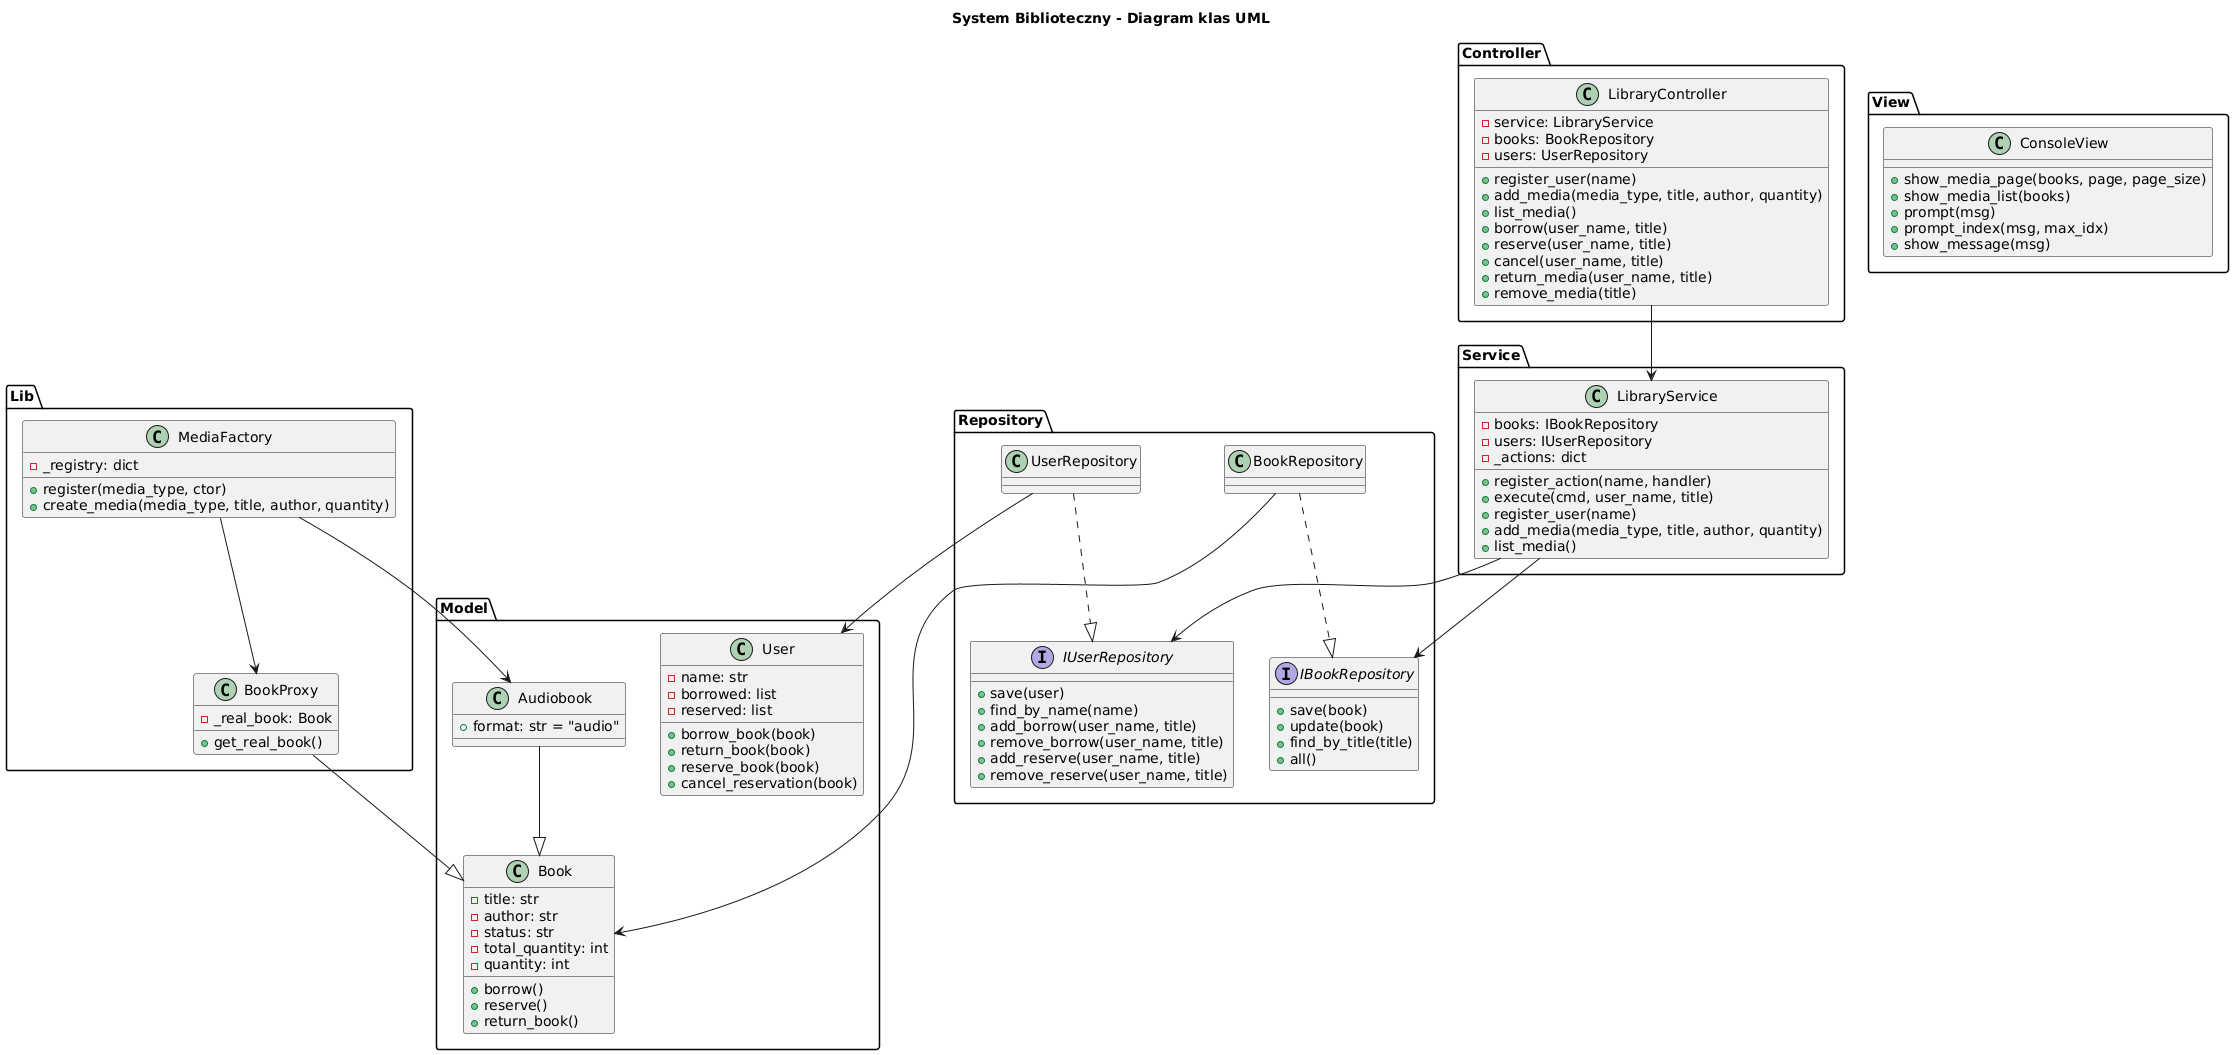 System Biblioteczny - Diagram klas UML
Controller
C LibraryController
service: LibraryService
books: BookRepository
users: UserRepository
register_user(name)
add_media(media_type, title, author, quantity)
list_media()
borrow(user_name, title)
reserve(user_name, title)
cancel(user_name, title)
return_media(user_name, title)
remove_media(title)
View
C ConsoleView
show_media_page(books, page, page_size)
show_media_list(books)
prompt(msg)
prompt_index(msg, max_idx)
show_message(msg)
Service
C LibraryService
books: IBookRepository
users: IUserRepository
_actions: dict
register_action(name, handler)
execute(cmd, user_name, title)
register_user(name)
add_media(media_type, title, author, quantity)
list_media()
Lib
C MediaFactory
_registry: dict
register(media_type, ctor)
create_media(media_type, title, author, quantity)
C BookProxy
_real_book: Book
get_real_book()
Repository
C UserRepository
C BookRepository
I IUserRepository
save(user)
find_by_name(name)
add_borrow(user_name, title)
remove_borrow(user_name, title)
add_reserve(user_name, title)
remove_reserve(user_name, title)
I IBookRepository
save(book)
update(book)
find_by_title(title)
all()
Model
C User
name: str
borrowed: list
reserved: list
borrow_book(book)
return_book(book)
reserve_book(book)
cancel_reservation(book)
C Audiobook
format: str = "audio"
C Book
title: str
author: str
status: str
total_quantity: int
quantity: int
borrow()
reserve()
return_book()